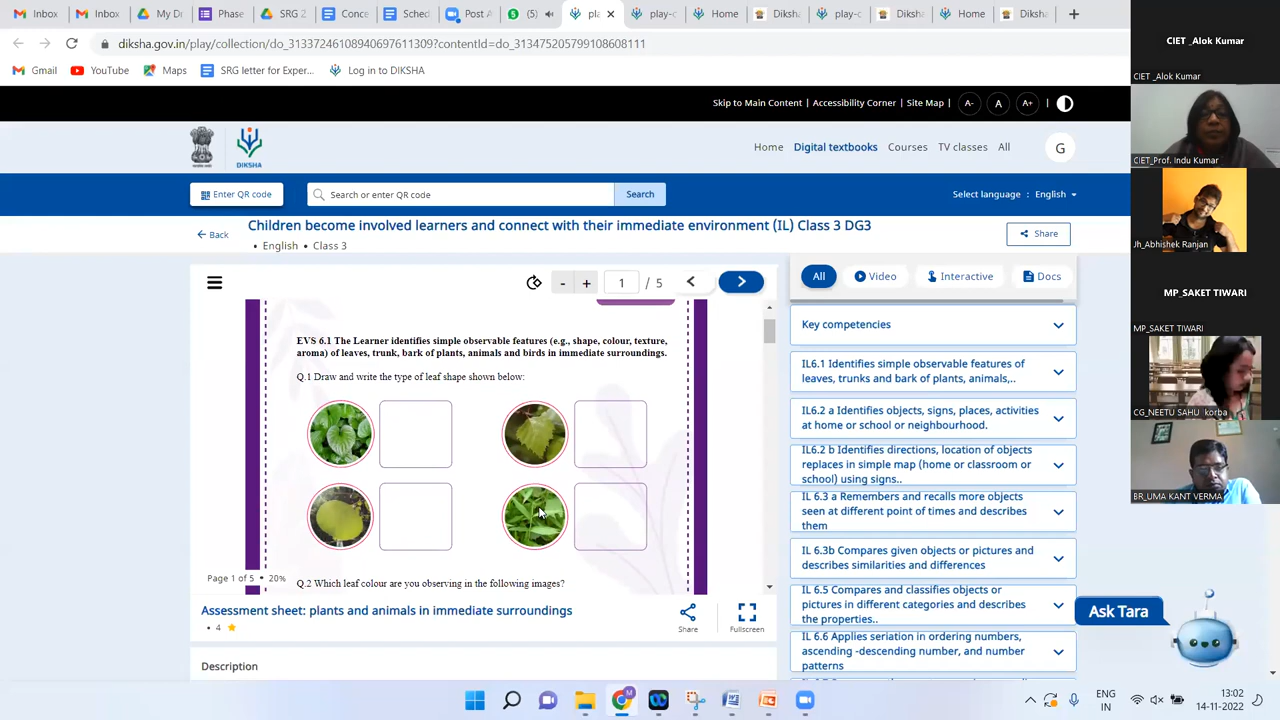 Inbox
Inbox
My D
Phase
SRG 2
Conce
Sched
Post A
(5)
pla
play-c
Home
Diksha
play-c
Diksha
Home
Diksha
diksha.gov.in/play/collection/do_31337246108940697611309?contentId=do_313475205799108608111
Gmail
YouTube
Maps
SRG letter for Exper...
Log in to DIKSHA
Skip to Main Content | Accessibility Corner | Site Map |
A- A A+ |
DIKSHA
Home
Digital textbooks
Courses
TV classes
All
G
Enter QR code
Search or enter QR code
Search
Select language : English
Back
Children become involved learners and connect with their immediate environment (IL) Class 3 DG3
• English • Class 3
Share
- + 1 / 5
EVS 6.1 The Learner identifies simple observable features (e.g., shape, colour, texture,
aroma) of leaves, trunk, bark of plants, animals and birds in immediate surroundings.
Q.1 Draw and write the type of leaf shape shown below:
Q.2 Which leaf colour are you observing in the following images?
Page 1 of 5 • 20%
Assessment sheet: plants and animals in immediate surroundings
• 4
Share
Fullscreen
Description
All
Video
Interactive
Docs
Key competencies
IL6.1 Identifies simple observable features of
leaves, trunks and bark of plants, animals,..
IL6.2 a Identifies objects, signs, places, activities
at home or school or neighbourhood.
IL6.2 b Identifies directions, location of objects
replaces in simple map (home or classroom or
school) using signs..
IL 6.3 a Remembers and recalls more objects
seen at different point of times and describes
them
IL 6.3b Compares given objects or pictures and
describes similarities and differences
IL 6.5 Compares and classifies objects or
pictures in different categories and describes
the properties..
IL 6.6 Applies seriation in ordering numbers,
ascending -descending number, and number
patterns
Ask Tara
CIET _Alok Kumar
CIET _Alok Kumar
CIET_Prof. Indu Kumar
Jh_Abhishek Ranjan
MP_SAKET TIWARI
MP_SAKET TIWARI
CG_NEETU SAHU korba
BR_UMA KANT VERMA
ENG
IN
13:02
14-11-2022